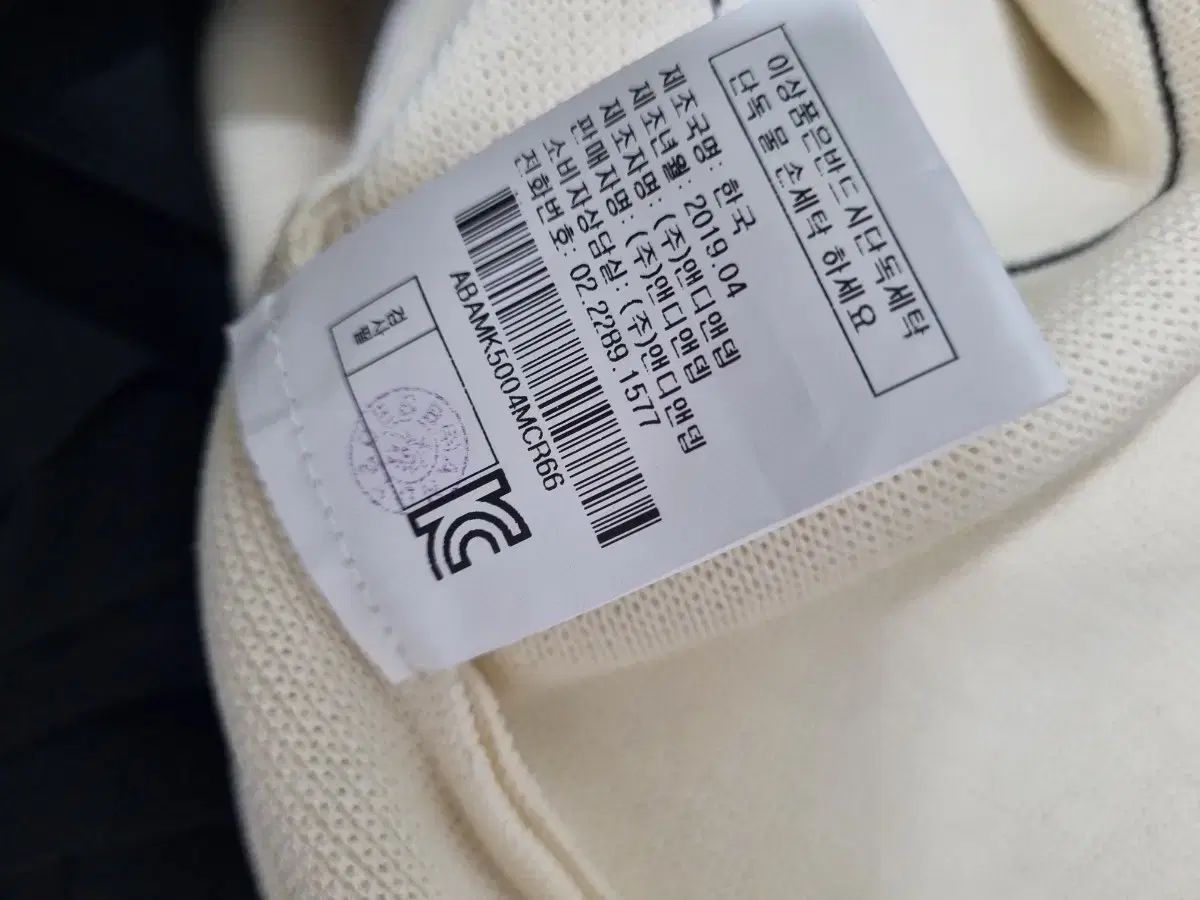 이상품은반드시단독세탁
단독 물 손세탁 하세요
제조국명: 한국
제조년월: 2019.04
제조자명: (주)앤디앤뎁
판매자명: (주)앤디앤뎁
소비자상담실: (주)앤디앤뎁
전화번호: 02.2289.1577
ABAMK5004MCR66
검사필